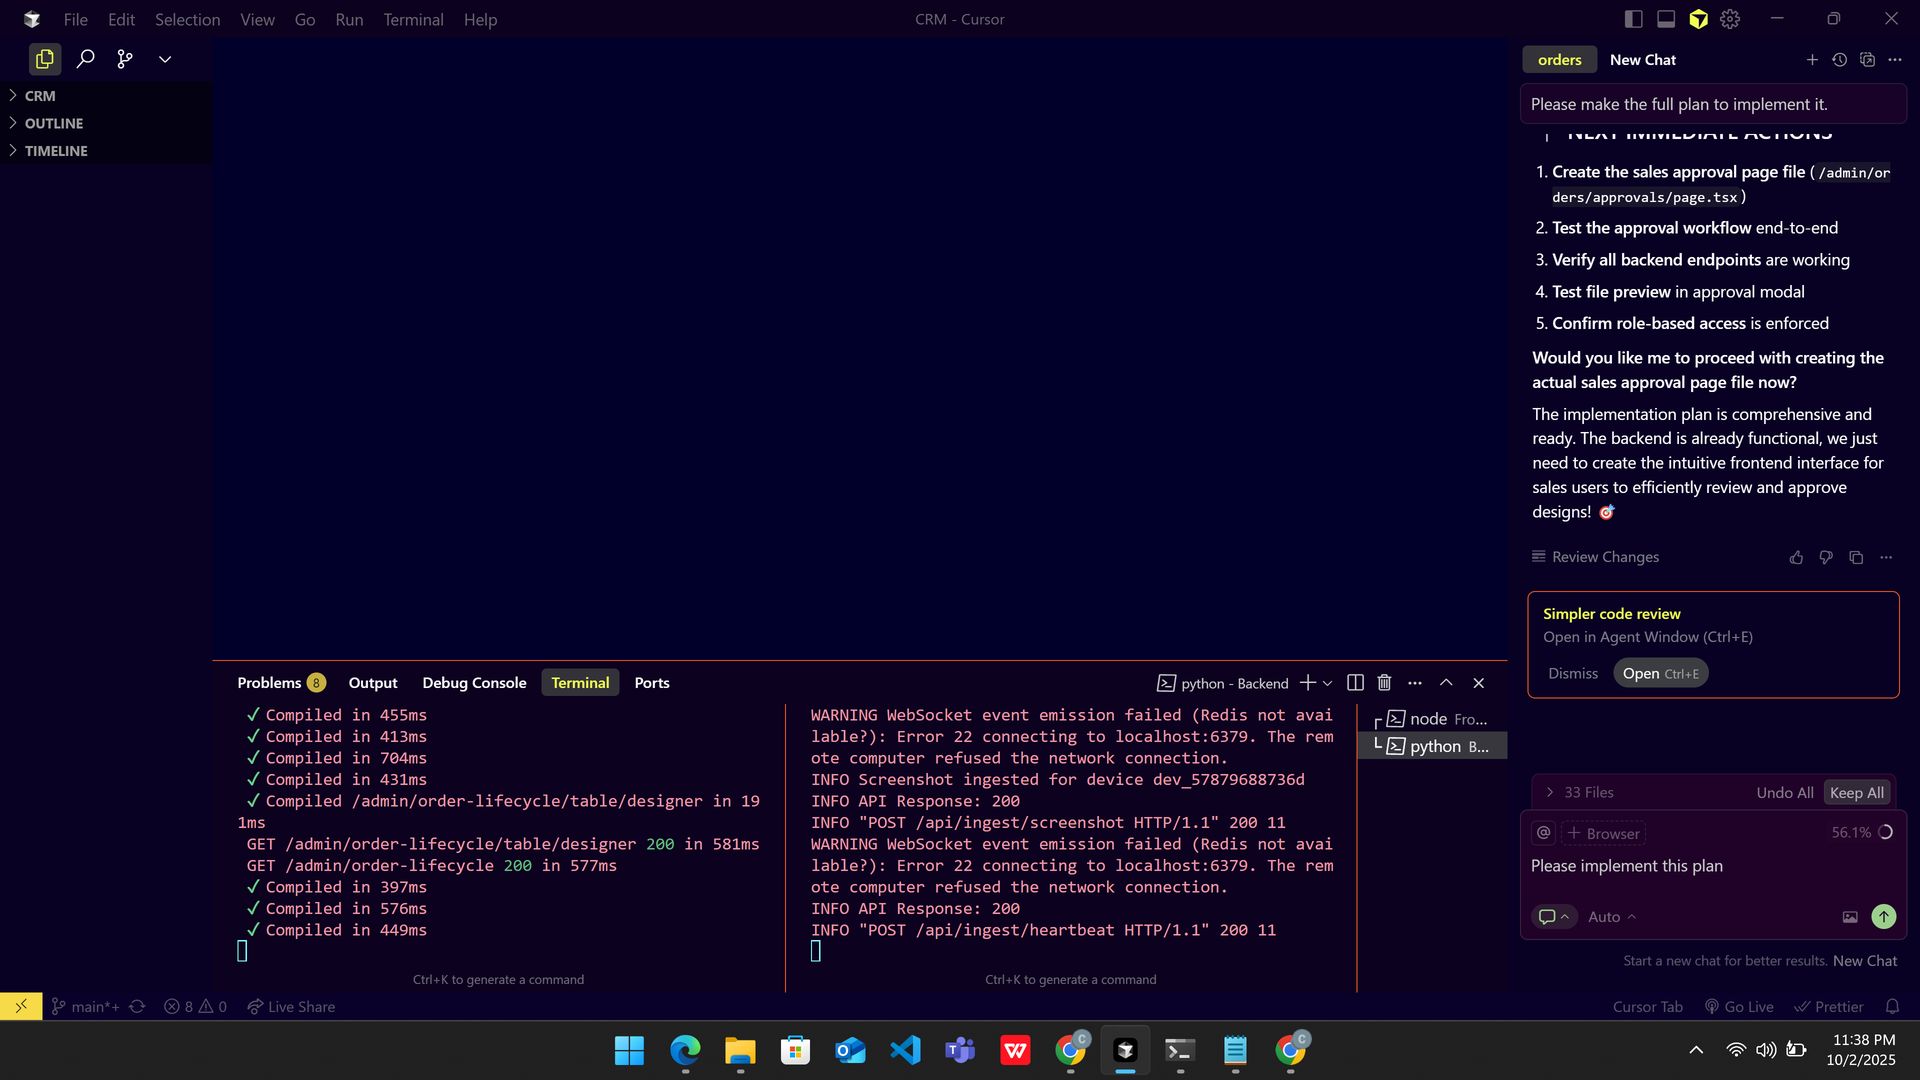 File Edit Selection View Go Run Terminal Help
CRM - Cursor
CRM
OUTLINE
TIMELINE
orders New Chat
Please make the full plan to implement it.
NEXT IMMEDIATE ACTIONS
1. Create the sales approval page file (/admin/or
ders/approvals/page.tsx)
2. Test the approval workflow end-to-end
3. Verify all backend endpoints are working
4. Test file preview in approval modal
5. Confirm role-based access is enforced
Would you like me to proceed with creating the
actual sales approval page file now?
The implementation plan is comprehensive and
ready. The backend is already functional, we just
need to create the intuitive frontend interface for
sales users to efficiently review and approve
designs!
Review Changes
Simpler code review
Open in Agent Window (Ctrl+E)
Dismiss Open Ctrl+E
33 Files Undo All Keep All
@ + Browser 56.1%
Please implement this plan
Auto
Start a new chat for better results. New Chat
Problems 8 Output Debug Console Terminal Ports
python - Backend
✓ Compiled in 455ms
✓ Compiled in 413ms
✓ Compiled in 704ms
✓ Compiled in 431ms
✓ Compiled /admin/order-lifecycle/table/designer in 19
1ms
GET /admin/order-lifecycle/table/designer 200 in 581ms
GET /admin/order-lifecycle 200 in 577ms
✓ Compiled in 397ms
✓ Compiled in 576ms
✓ Compiled in 449ms
Ctrl+K to generate a command
WARNING WebSocket event emission failed (Redis not avai
lable?): Error 22 connecting to localhost:6379. The rem
ote computer refused the network connection.
INFO Screenshot ingested for device dev_57879688736d
INFO API Response: 200
INFO "POST /api/ingest/screenshot HTTP/1.1" 200 11
WARNING WebSocket event emission failed (Redis not avai
lable?): Error 22 connecting to localhost:6379. The rem
ote computer refused the network connection.
INFO API Response: 200
INFO "POST /api/ingest/heartbeat HTTP/1.1" 200 11
Ctrl+K to generate a command
node Fro...
python B...
main*+ 8 0 Live Share
Cursor Tab Go Live Prettier
11:38 PM
10/2/2025